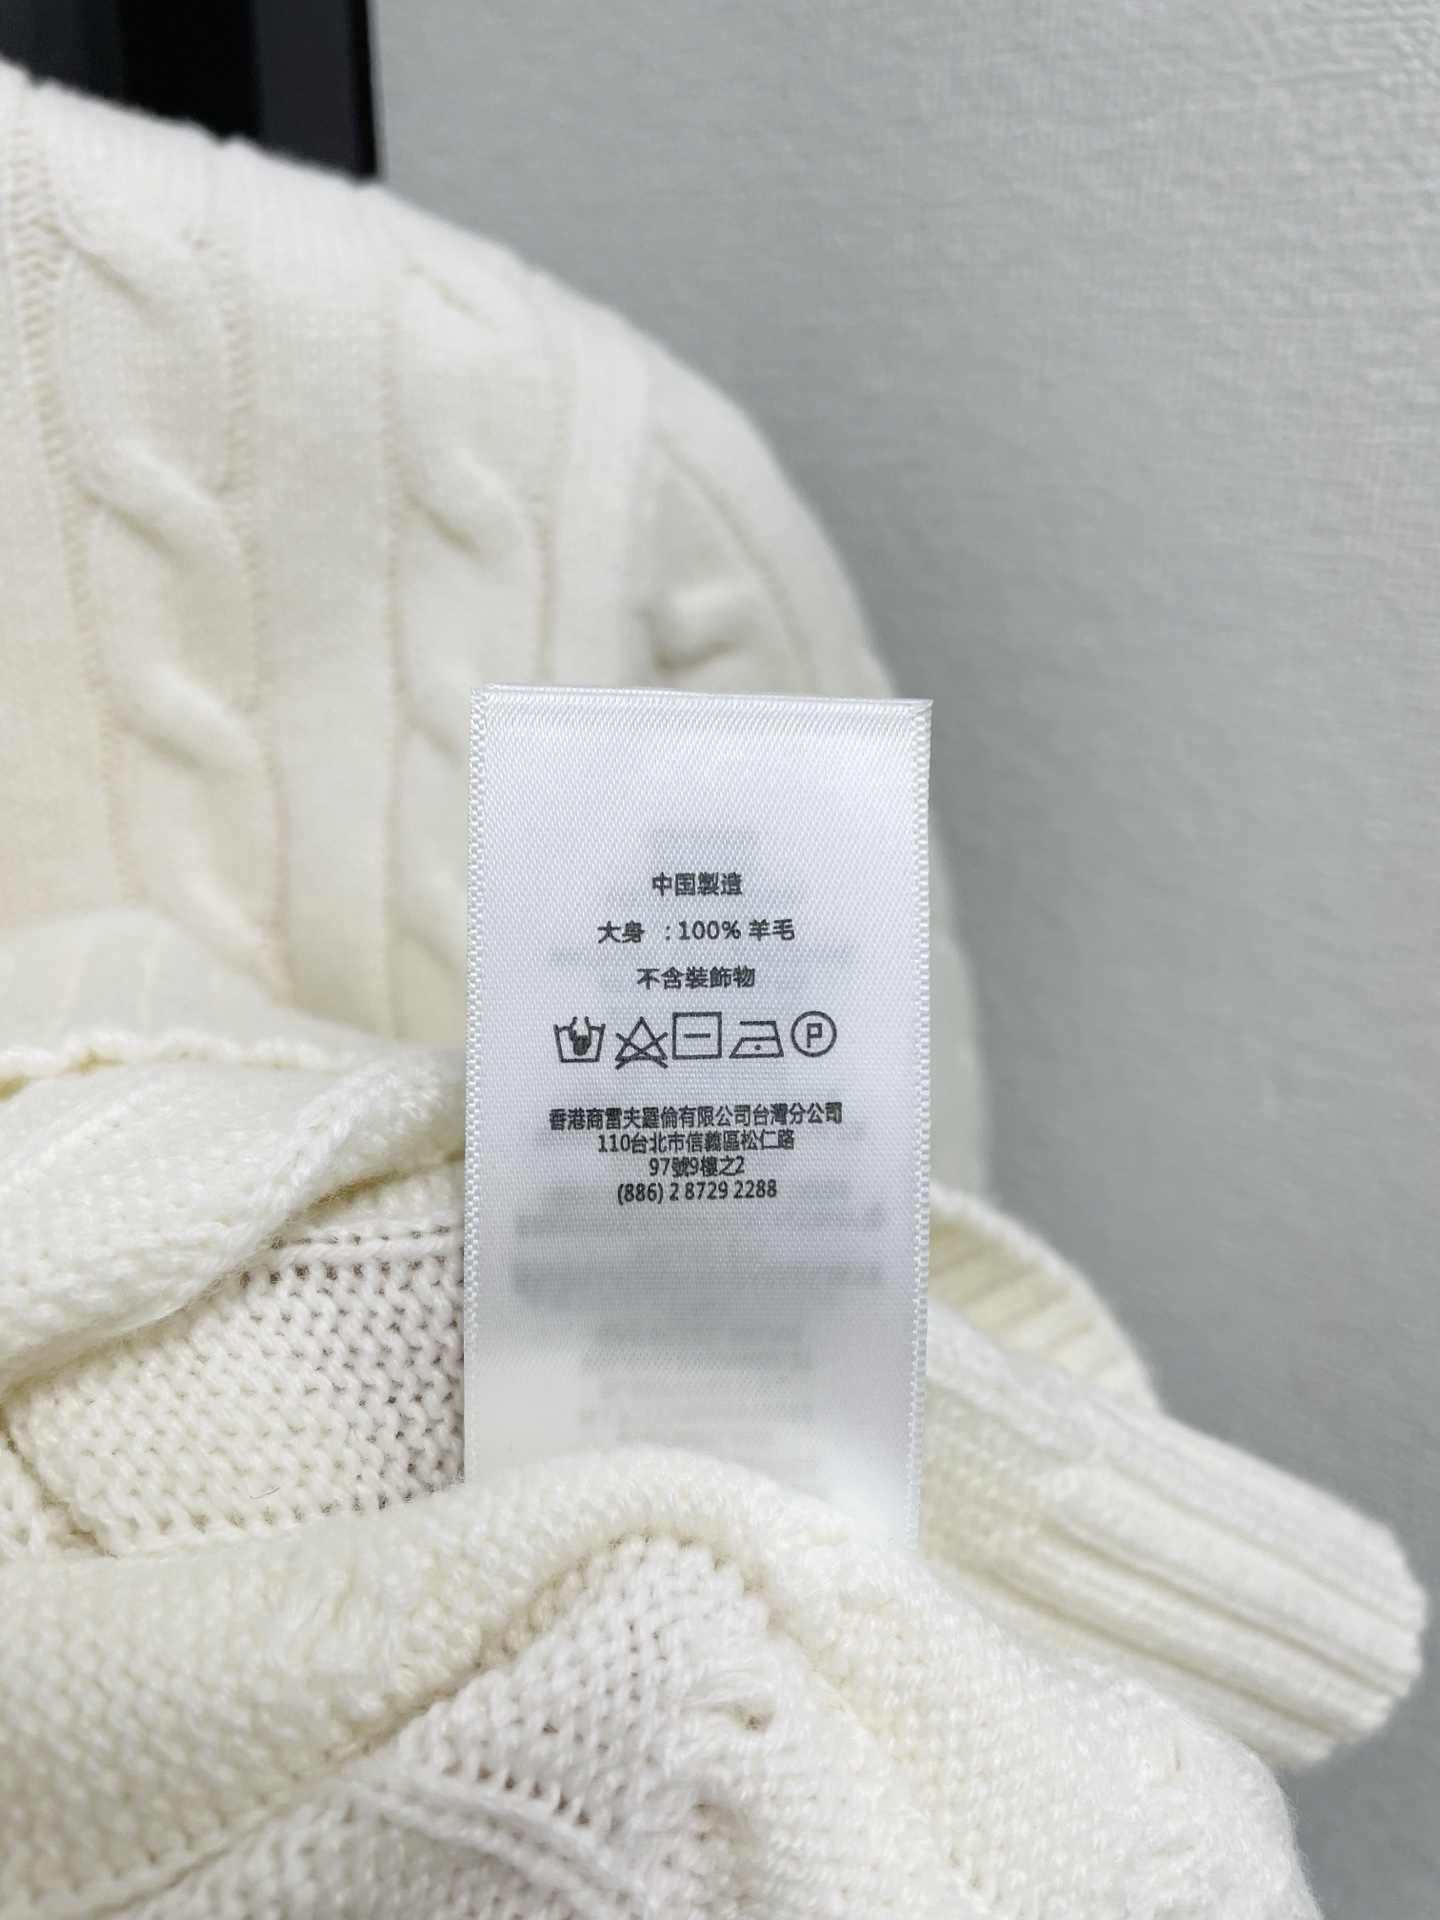 中国製造
大身 : 100% 羊毛
不含裝飾物
P
香港商雷夫羅倫有限公司台灣分公司
110台北市信義區松仁路
97號9樓之2
(886) 2 8729 2288